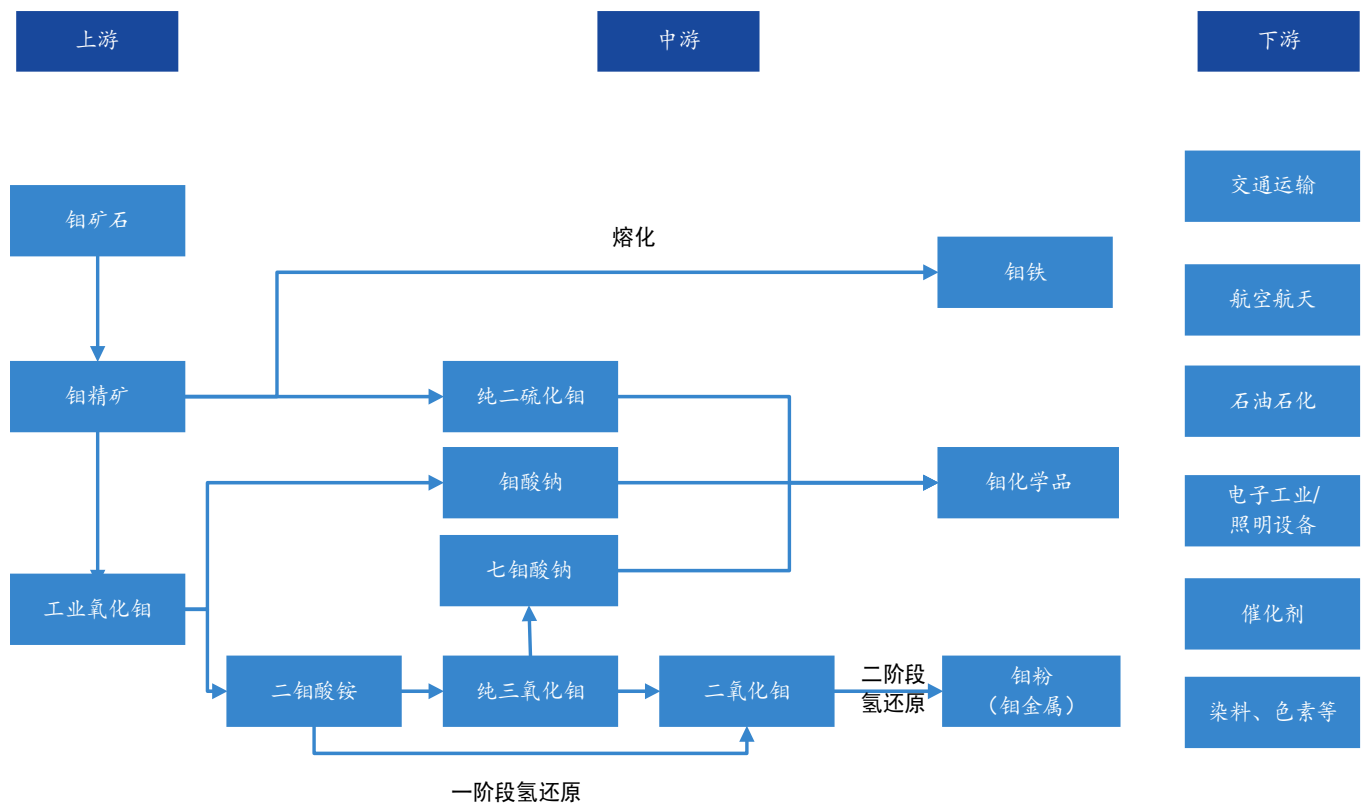 上游
中游
下游
交通运输
钼矿石
熔化
钼铁
航空航天
钼精矿
纯二硫化钼
石油石化
钼酸钠
钼化学品
电子工业/
照明设备
七钼酸钠
工业氧化钼
催化剂
二钼酸铵
纯三氧化钼
二氧化钼
二阶段
氢还原
钼粉
（钼金属）
染料、色素等
一阶段氢还原